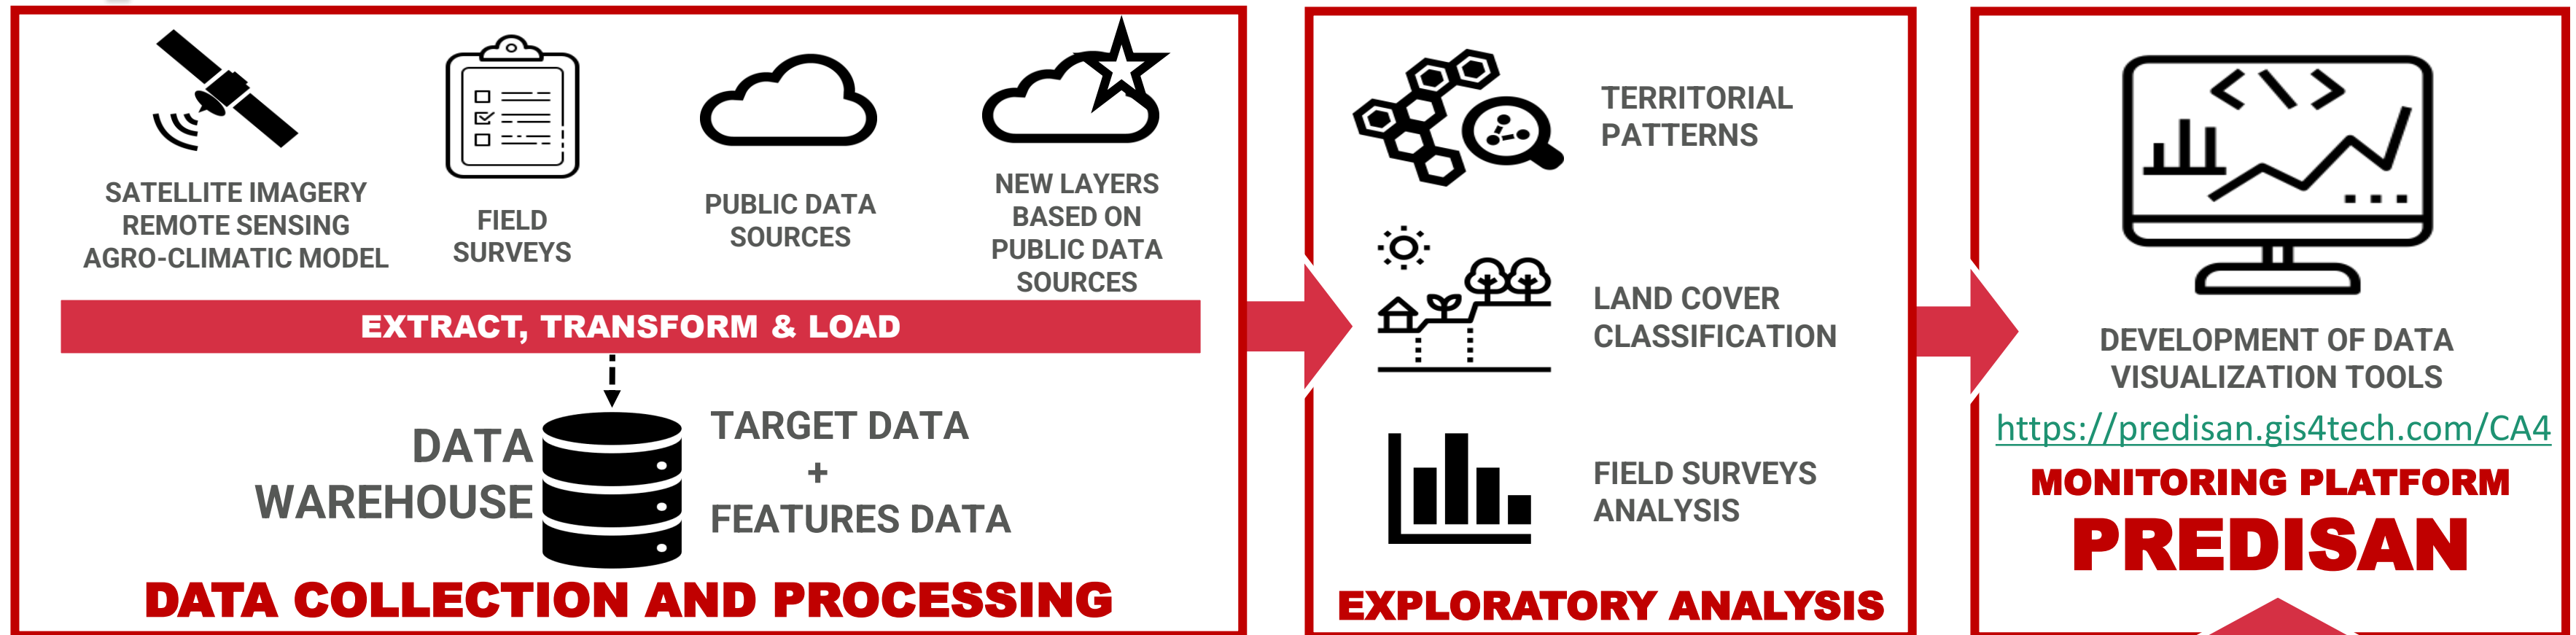 SATELLITE IMAGERY
REMOTE SENSING
AGRO-CLIMATIC MODEL
FIELD
SURVEYS
PUBLIC DATA
SOURCES
NEW LAYERS
BASED ON
PUBLIC DATA
SOURCES
EXTRACT, TRANSFORM & LOAD
DATA
WAREHOUSE
TARGET DATA
+
FEATURES DATA
DATA COLLECTION AND PROCESSING
TERRITORIAL
PATTERNS
LAND COVER
CLASSIFICATION
FIELD SURVEYS
ANALYSIS
EXPLORATORY ANALYSIS
DEVELOPMENT OF DATA
VISUALIZATION TOOLS
https://predisan.gis4tech.com/CA4
MONITORING PLATFORM
PREDISAN